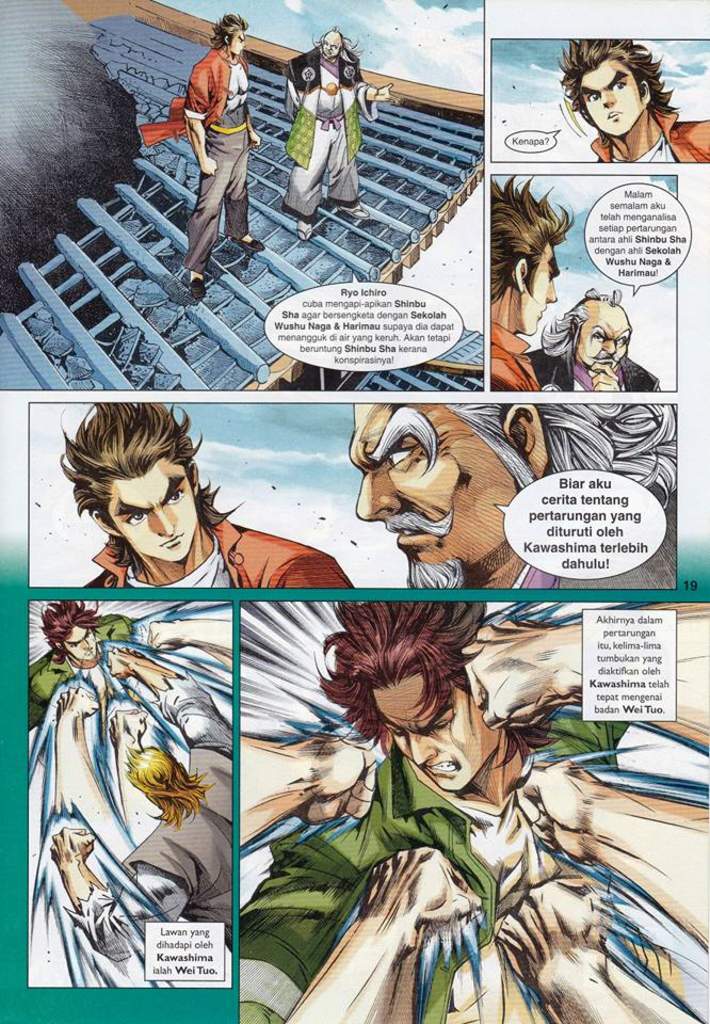 Ryo Ichiro
cuba mengapi-apikan Shinbu
Sha agar bersengketa dengan Sekolah
Wushu Naga & Harimau supaya dia dapat
menangguk di air yang keruh. Akan tetapi
beruntung Shinbu Sha kerana
konspirasinya!
Kenapa?
Malam
semalam aku
telah menganalisa
setiap pertarungan
antara ahli Shinbu Sha
dengan ahli Sekolah
Wushu Naga &
Harimau!
Biar aku
cerita tentang
pertarungan yang
dituruti oleh
Kawashima terlebih
dahulu!
19
Lawan yang
dihadapi oleh
Kawashima
ialah Wei Tuo.
Akhirnya dalam
pertarungan
itu, kelima-lima
tumbukan yang
diaktifkan oleh
Kawashima telah
tepat mengenai
badan Wei Tuo.